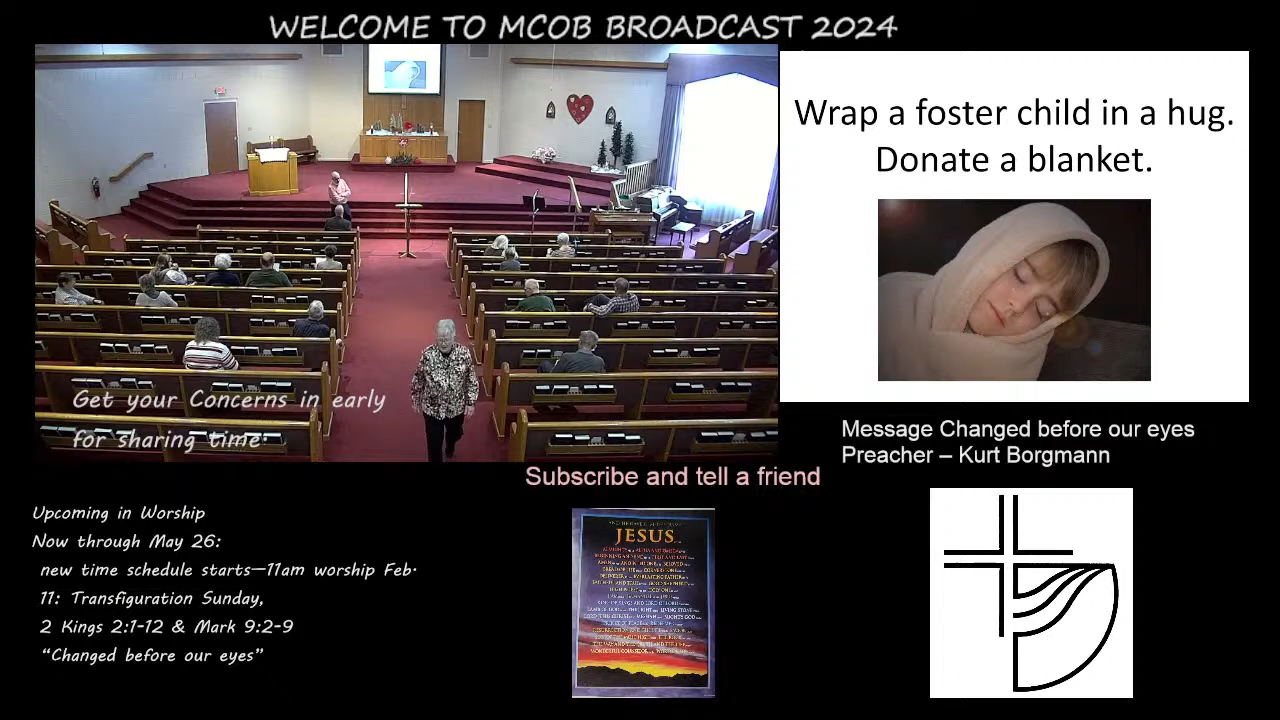 WELCOME TO MCOB BROADCAST 2024
Wrap a foster child in a hug.
Donate a blanket.
Get your Concerns in early
for sharing time.
Message Changed before our eyes
Preacher – Kurt Borgmann
Subscribe and tell a friend
Upcoming in Worship
Now through May 26:
new time schedule starts—11am worship Feb.
11: Transfiguration Sunday,
2 Kings 2:1-12 & Mark 9:2-9
“Changed before our eyes”
JESUS